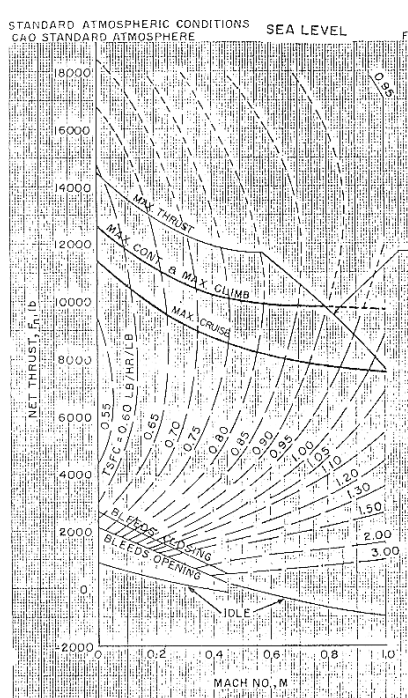 STANDARD ATMOSPHERIC CONDITIONS
CAO STANDARD ATMOSPHERE
SEA LEVEL
F
18000
16000
14000
12000
10000
8000
6000
4000
2000
0
-2000
NET THRUST, Fn, lb
0.95
MAX. THRUST
MAX. CONT. & MAX. CLIMB
MAX. CRUISE
0.55
TSFC = 0.60 LB/HR/LB
0.65
0.70
0.75
0.80
0.85
0.90
0.95
1.00
1.05
1.10
1.20
1.30
1.50
2.00
3.00
BLEEDS CLOSING
BLEEDS OPENING
IDLE
0 0.2 0.4 0.6 0.8 1.0
MACH NO., M